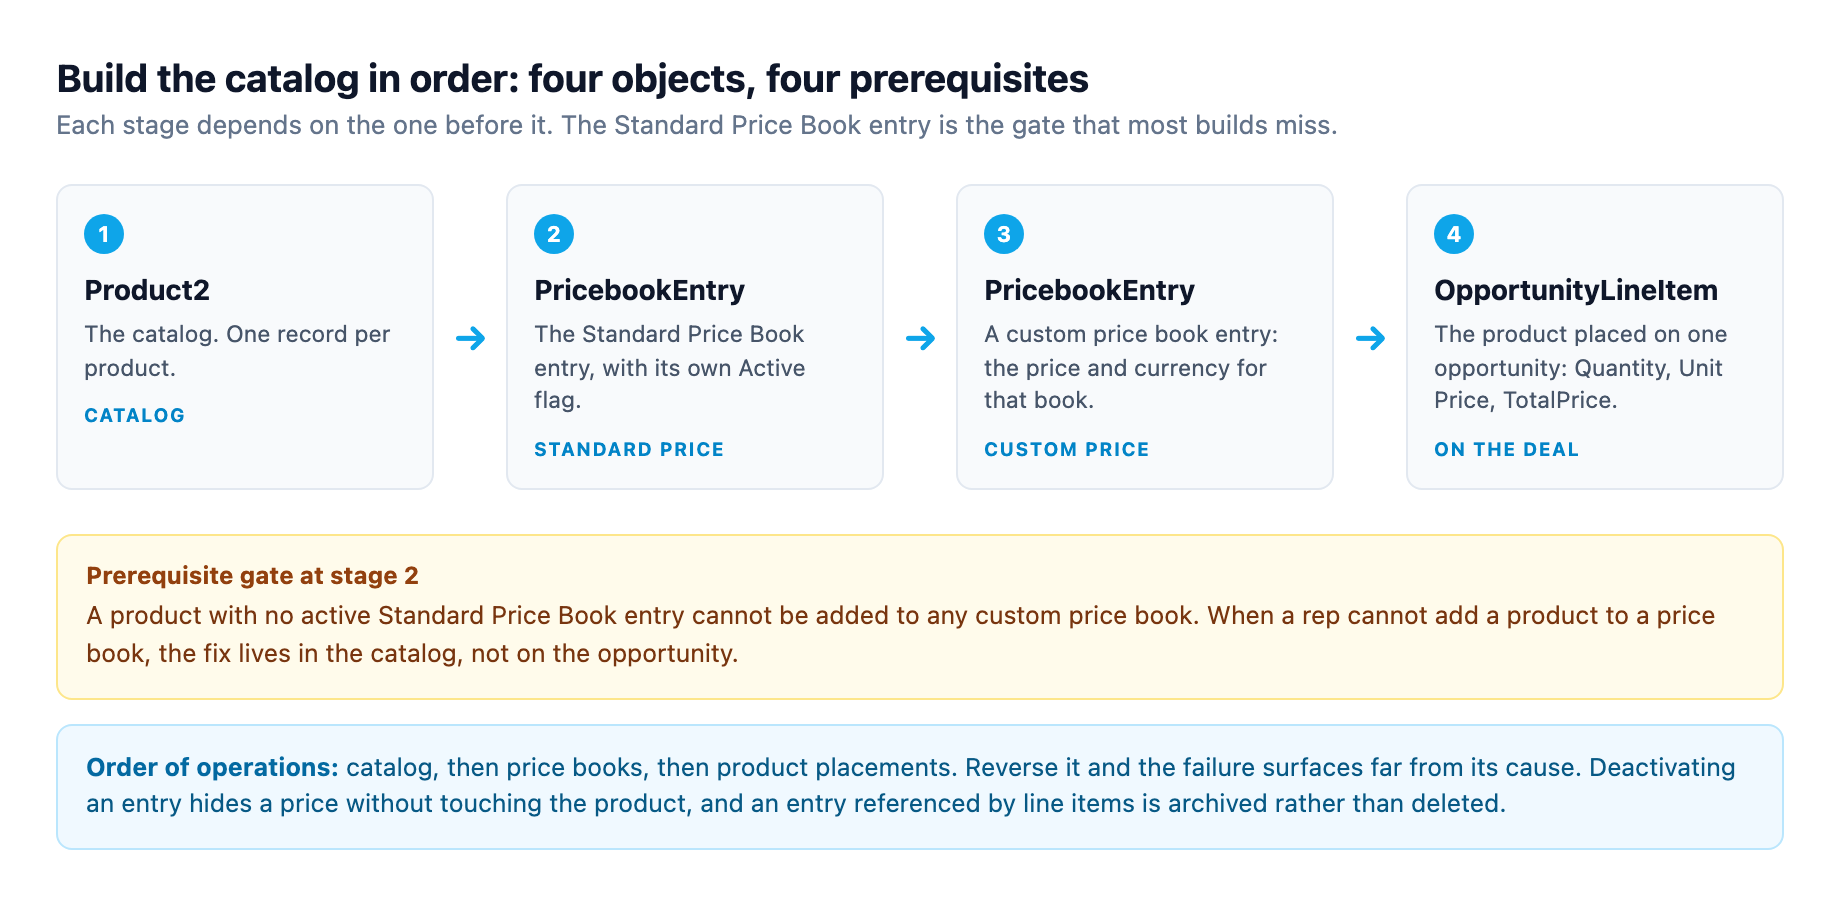 Build the catalog in order: four objects, four prerequisites
Each stage depends on the one before it. The Standard Price Book entry is the gate that most builds miss.
1
Product2
The catalog. One record per
product.
CATALOG
2
PricebookEntry
The Standard Price Book
entry, with its own Active
flag.
STANDARD PRICE
3
PricebookEntry
A custom price book entry:
the price and currency for
that book.
CUSTOM PRICE
4
OpportunityLineItem
The product placed on one
opportunity: Quantity, Unit
Price, TotalPrice.
ON THE DEAL
Prerequisite gate at stage 2
A product with no active Standard Price Book entry cannot be added to any custom price book. When a rep cannot add a product to a price
book, the fix lives in the catalog, not on the opportunity.
Order of operations: catalog, then price books, then product placements. Reverse it and the failure surfaces far from its cause. Deactivating
an entry hides a price without touching the product, and an entry referenced by line items is archived rather than deleted.